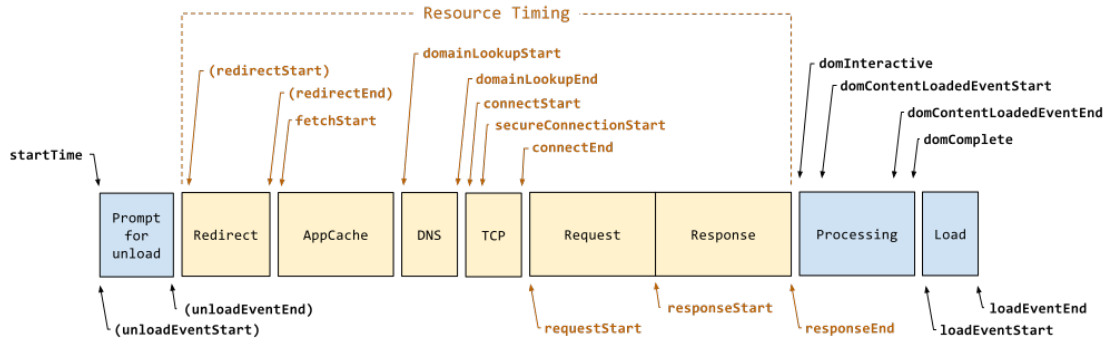 Resource Timing
domainLookupStart
(redirectStart)
domainLookupEnd
(redirectEnd)
connectStart
fetchStart
secureConnectionStart
connectEnd
domInteractive
domContentLoadedEventStart
domContentLoadedEventEnd
domComplete
startTime
Prompt
for
unload
Redirect
AppCache
DNS
TCP
Request
Response
Processing
Load
(unloadEventEnd)
(unloadEventStart)
requestStart
responseStart
responseEnd
loadEventEnd
loadEventStart